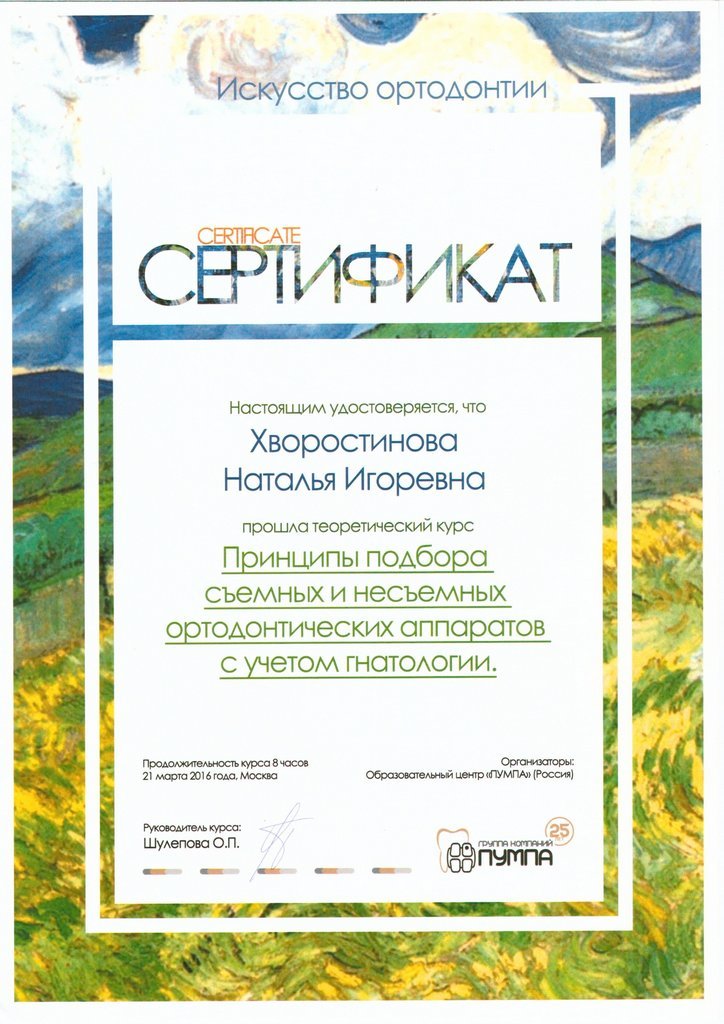 Искусство ортодонтии
CERTIFICATE
СЕРТИФИКАТ
Настоящим удостоверяется, что
Хворостинова
Наталья Игоревна
прошла теоретический курс
Принципы подбора
съемных и несъемных
ортодонтических аппаратов
с учетом гнатологии.
Продолжительность курса 8 часов
21 марта 2016 года, Москва
Организаторы:
Образовательный центр «ПУМПА» (Россия)
Руководитель курса:
Шулепова О.П.
25
ГРУППА КОМПАНИЙ
ПУМПА